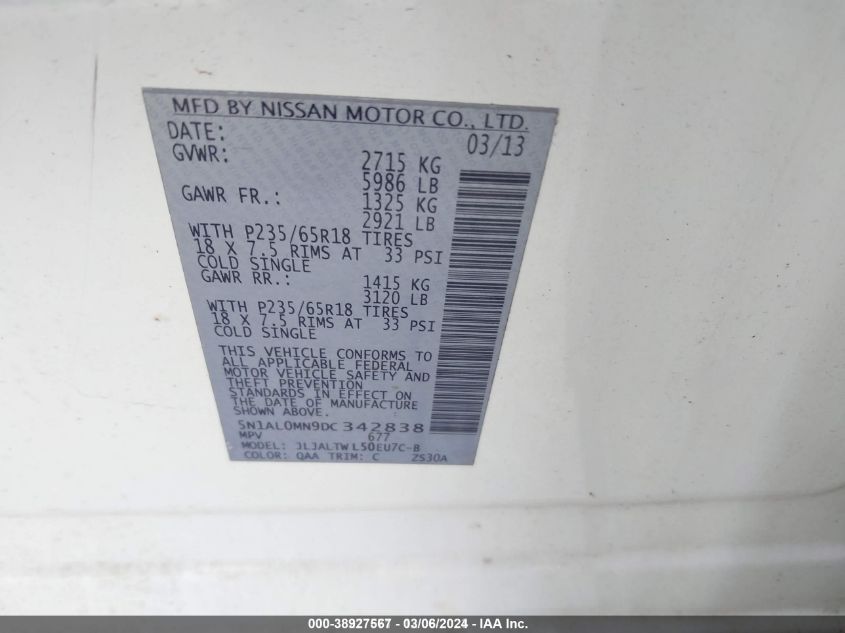 MFD BY NISSAN MOTOR CO., LTD.
DATE: 03/13
GVWR: 2715 KG
5986 LB
GAWR FR.: 1325 KG
2921 LB
WITH P235/65R18 TIRES
18 X 7.5 RIMS AT 33 PSI
COLD SINGLE
GAWR RR.: 1415 KG
3120 LB
WITH P235/65R18 TIRES
18 X 7.5 RIMS AT 33 PSI
COLD SINGLE
THIS VEHICLE CONFORMS TO
ALL APPLICABLE FEDERAL
MOTOR VEHICLE SAFETY AND
THEFT PREVENTION
STANDARDS IN EFFECT ON
THE DATE OF MANUFACTURE
SHOWN ABOVE.
5N1AL0MN9DC342838
MPV 677
MODEL: JLJALTWL50EU7C-B
COLOR: QAA TRIM: C ZS30A
000-38927567 — 03/06/2024 — IAA Inc.